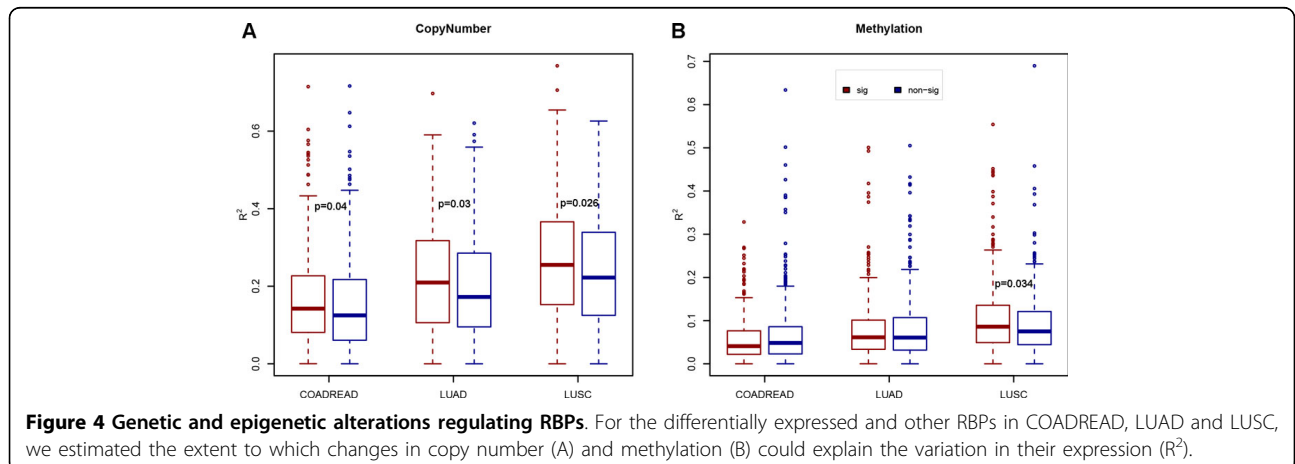 A
CopyNumber
R²
0.0
0.2
0.4
0.6
p=0.04
p=0.03
p=0.026
COADREAD
LUAD
LUSC
B
Methylation
R²
0.0
0.1
0.2
0.3
0.4
0.5
0.6
0.7
sig
non-sig
p=0.034
COADREAD
LUAD
LUSC
Figure 4 Genetic and epigenetic alterations regulating RBPs. For the differentially expressed and other RBPs in COADREAD, LUAD and LUSC,
we estimated the extent to which changes in copy number (A) and methylation (B) could explain the variation in their expression (R²).